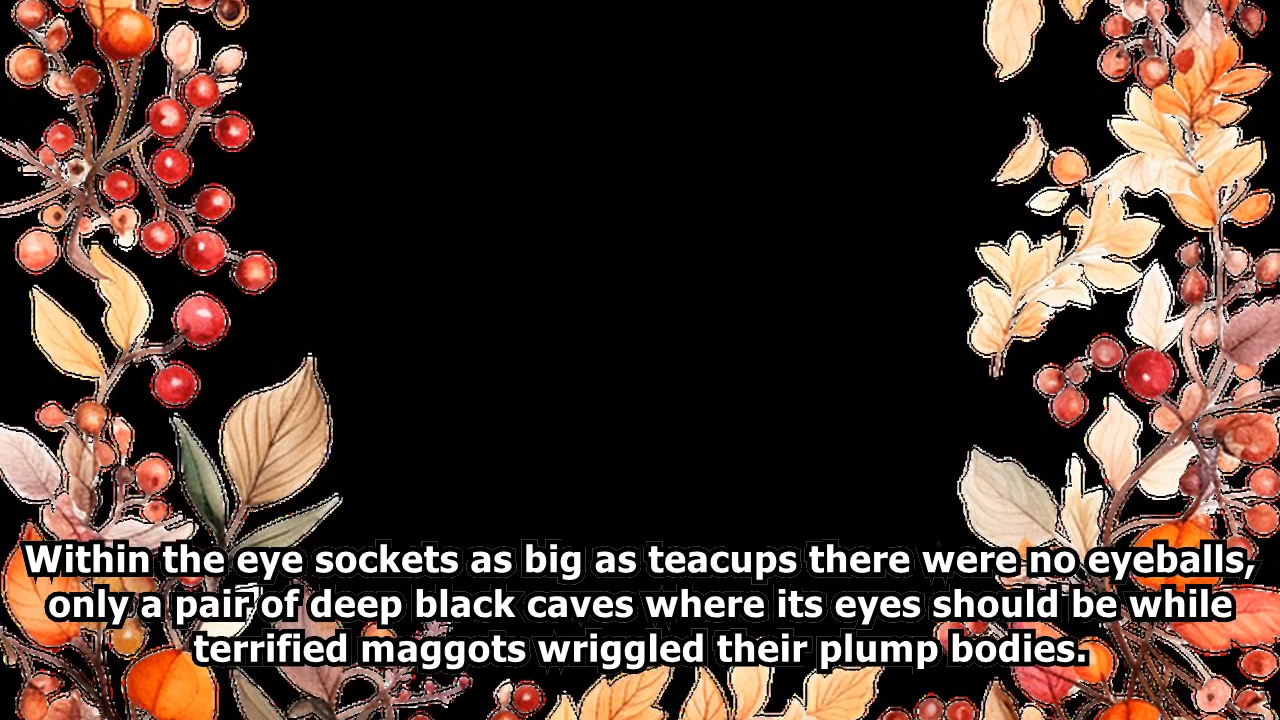 Within the eye sockets as big as teacups there were no eyeballs,
only a pair of deep black caves where its eyes should be while
terrified maggots wriggled their plump bodies.